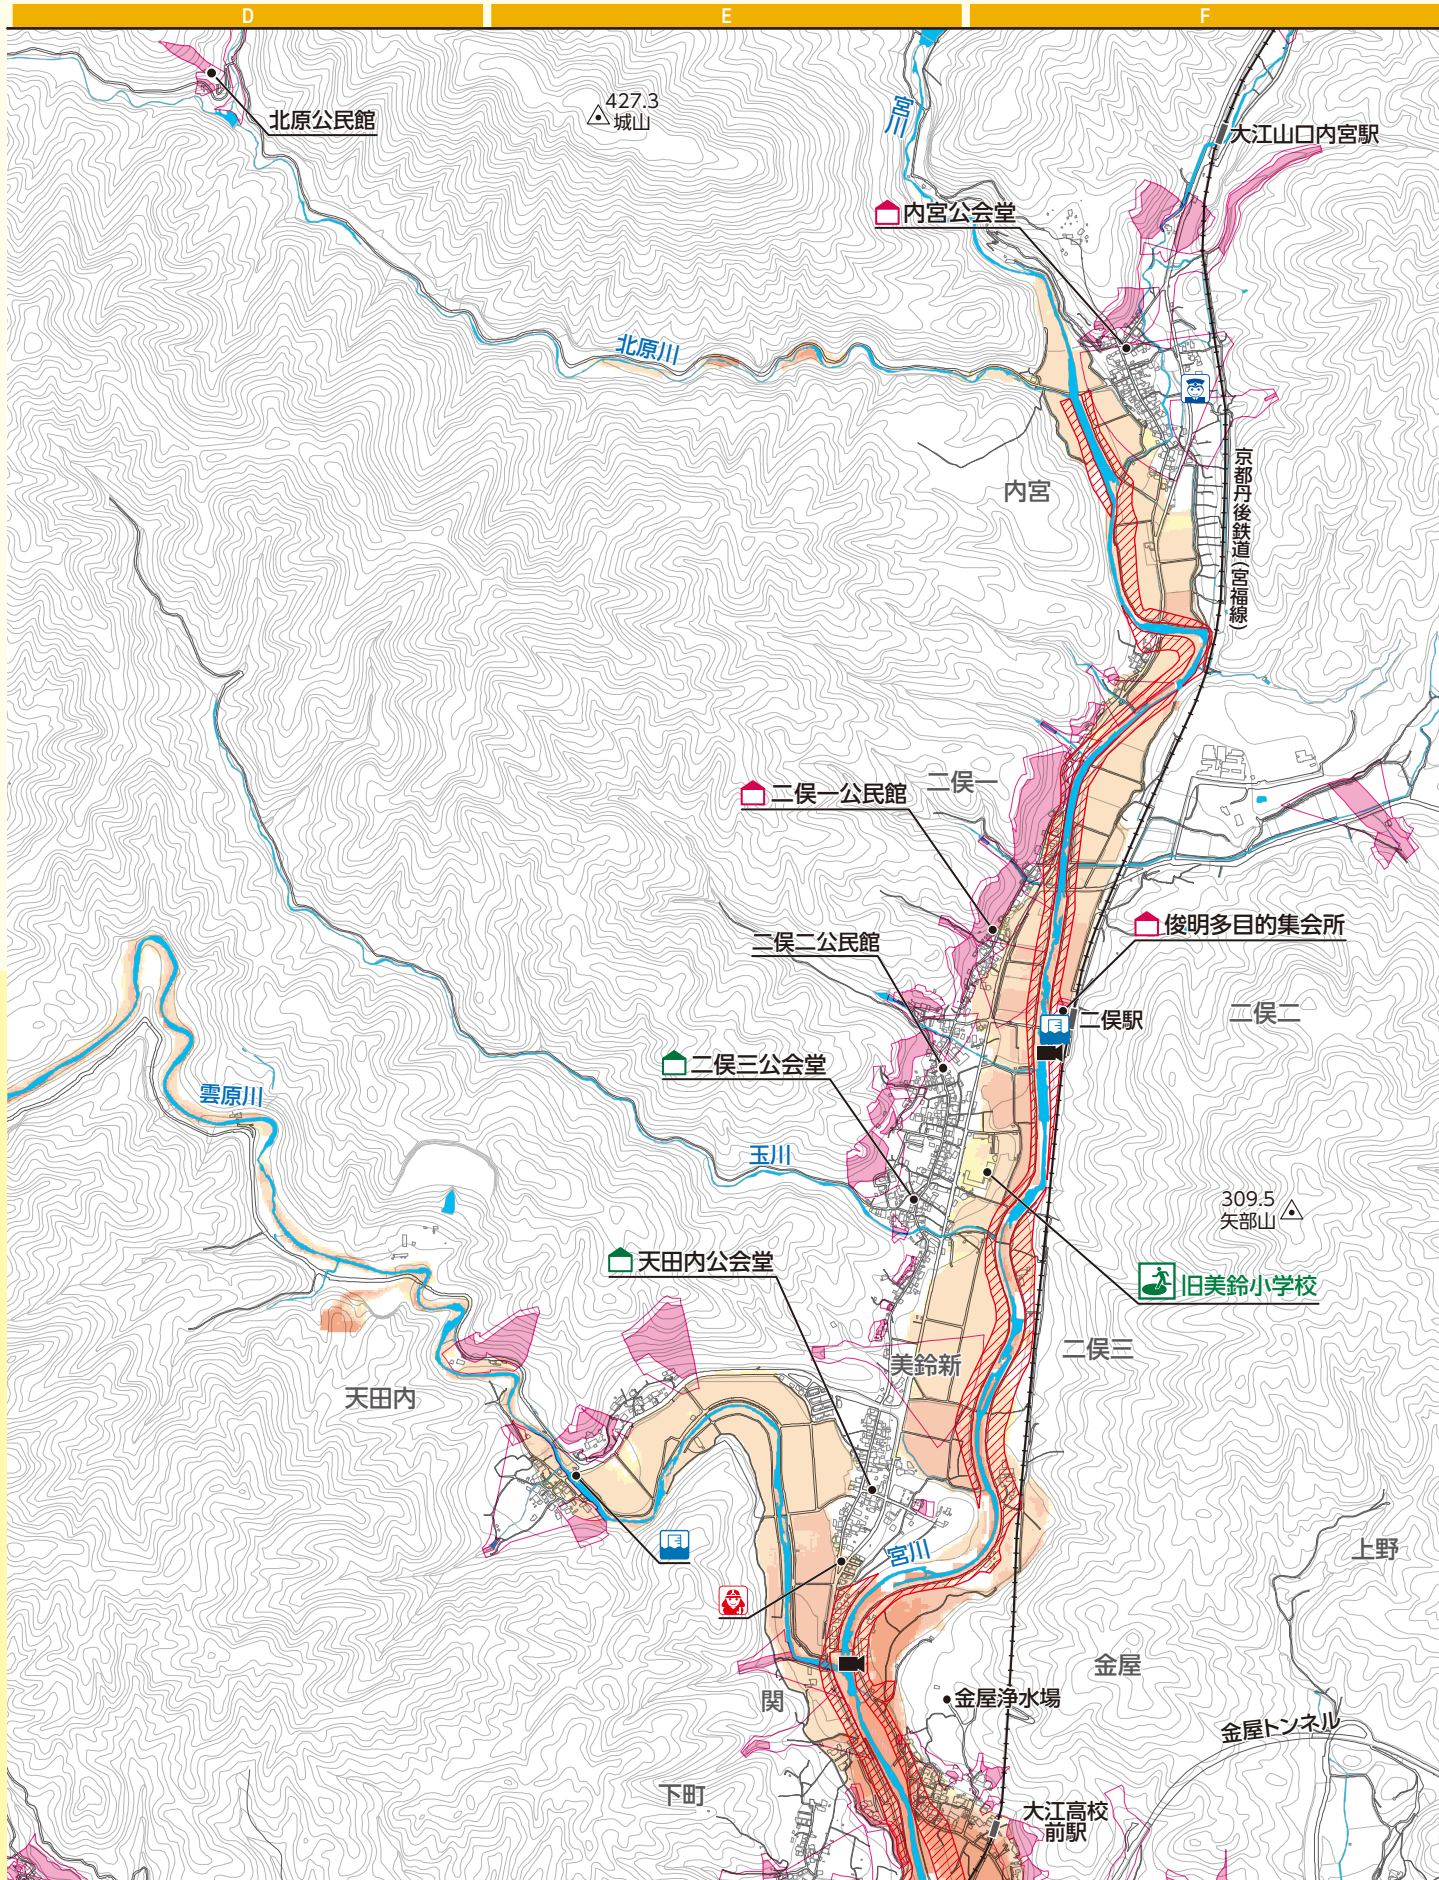 D
E
F
427.3
城山
北原公民館
宮川
大江山口内宮駅
内宮公会堂
北原川
京都丹後鉄道(宮福線)
内宮
二俣一
二俣一公民館
俊明多目的集会所
二俣二公民館
二俣二
二俣駅
二俣三公会堂
雲原川
玉川
309.5
矢部山
天田内公会堂
旧美鈴小学校
二俣三
美鈴新
天田内
上野
宮川
金屋
関
金屋浄水場
金屋トンネル
下町
大江高校
前駅